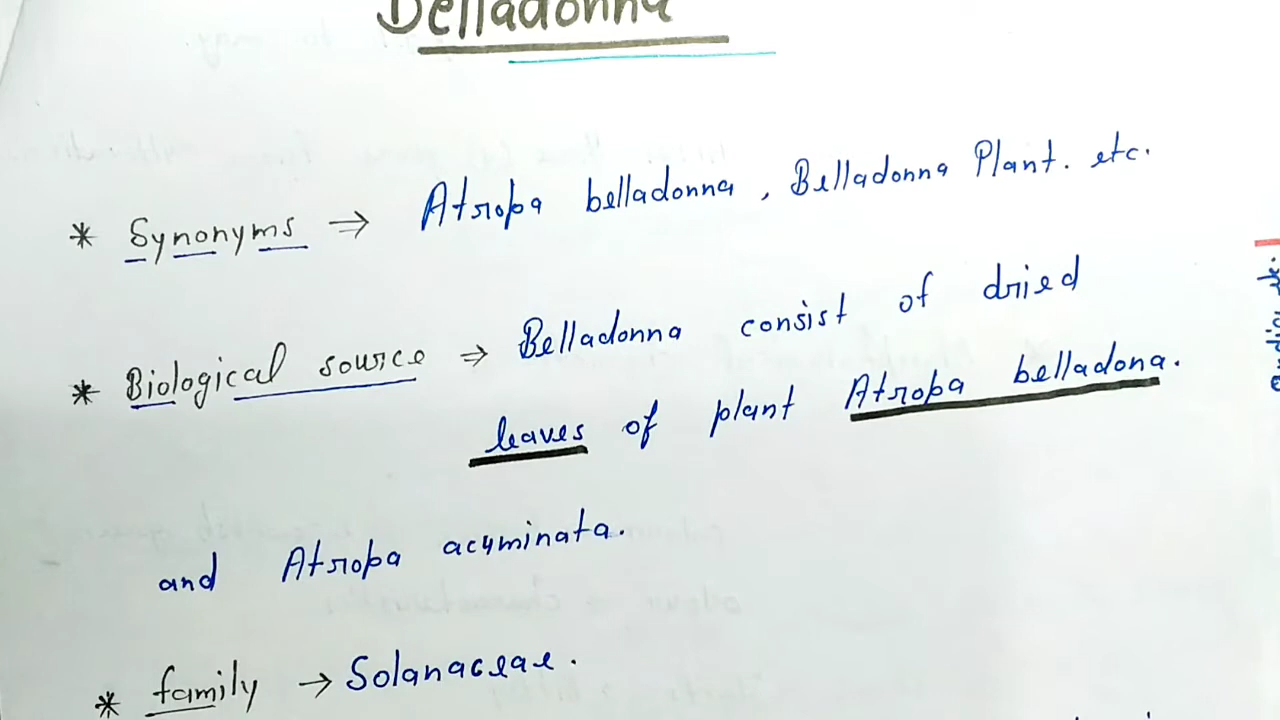 Belladonna
* Synonyms ⇒ Atropa belladonna, Belladonna Plant. etc.
* Biological source ⇒ Belladonna consist of dried
leaves of plant Atropa belladona.
and Atropa acuminata.
* family → Solanaceae.